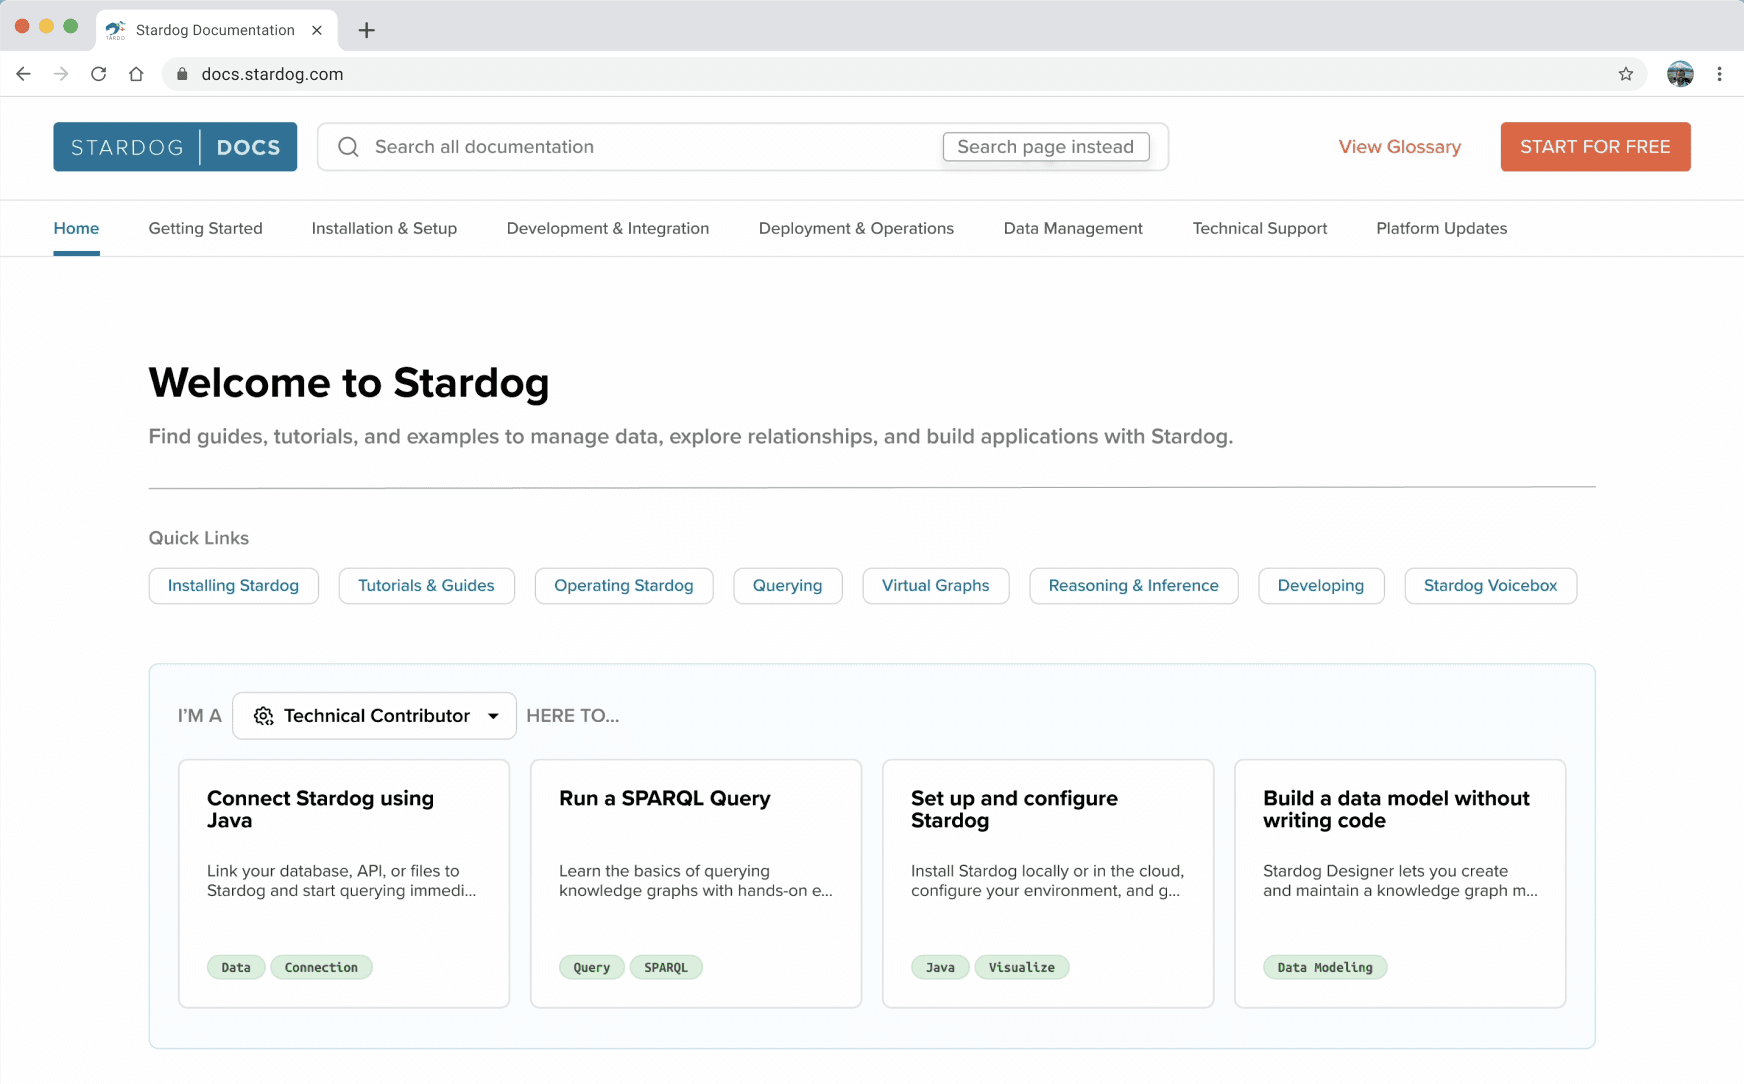 Stardog Documentation
docs.stardog.com
STARDOG | DOCS
Search all documentation
Search page instead
View Glossary
START FOR FREE
Home
Getting Started
Installation & Setup
Development & Integration
Deployment & Operations
Data Management
Technical Support
Platform Updates
Welcome to Stardog
Find guides, tutorials, and examples to manage data, explore relationships, and build applications with Stardog.
Quick Links
Installing Stardog
Tutorials & Guides
Operating Stardog
Querying
Virtual Graphs
Reasoning & Inference
Developing
Stardog Voicebox
I'M A
Technical Contributor
HERE TO...
Connect Stardog using
Java
Link your database, API, or files to
Stardog and start querying immedi...
Data
Connection
Run a SPARQL Query
Learn the basics of querying
knowledge graphs with hands-on e...
Query
SPARQL
Set up and configure
Stardog
Install Stardog locally or in the cloud,
configure your environment, and g...
Java
Visualize
Build a data model without
writing code
Stardog Designer lets you create
and maintain a knowledge graph m...
Data Modeling